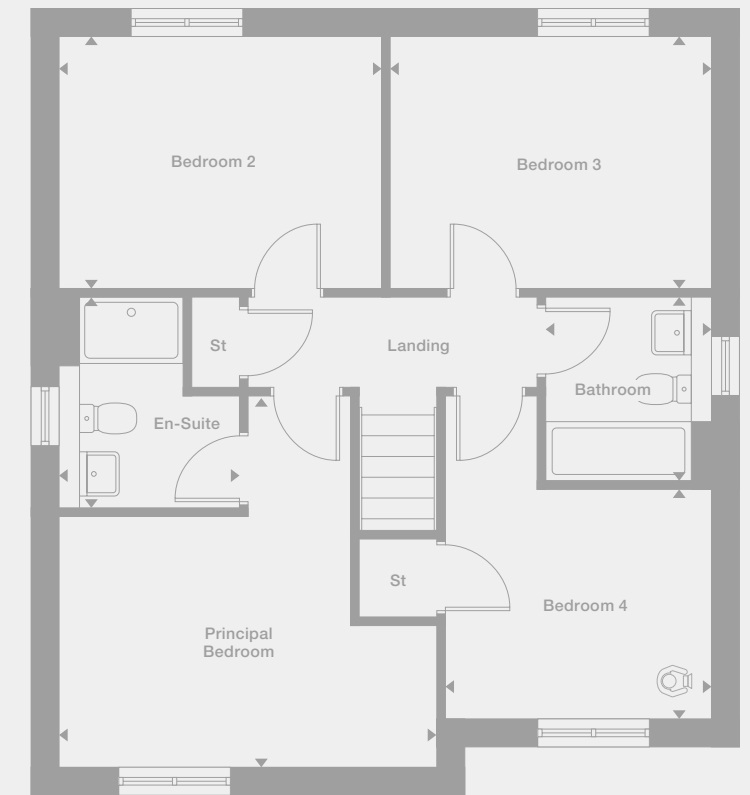 Bedroom 2
Bedroom 3
St
Landing
Bathroom
En-Suite
St
Bedroom 4
Principal
Bedroom